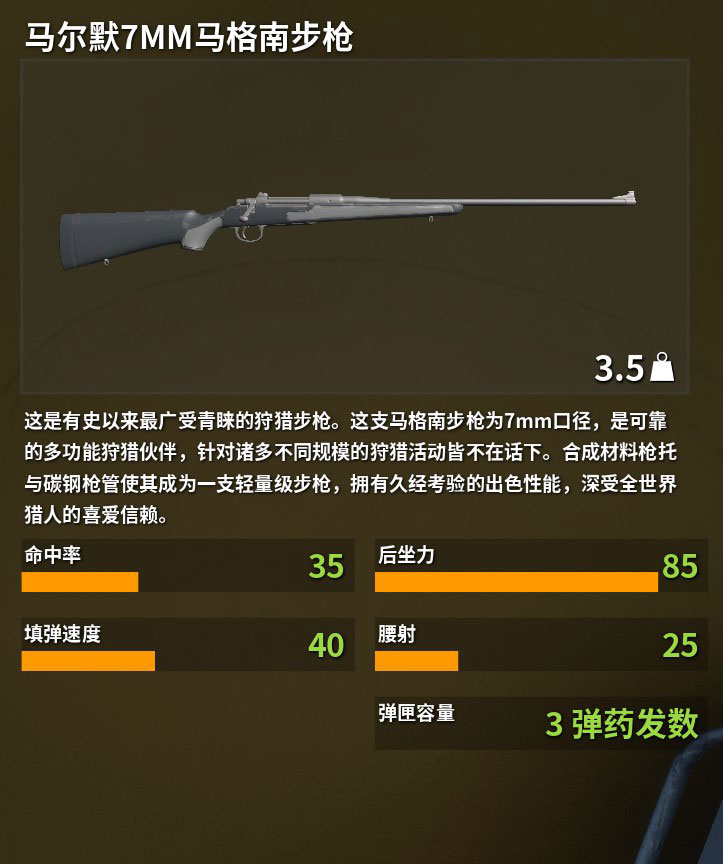 马尔默7MM马格南步枪
3.5
这是有史以来最广受青睐的狩猎步枪。这支马格南步枪为7mm口径，是可靠
的多功能狩猎伙伴，针对诸多不同规模的狩猎活动皆不在话下。合成材料枪托
与碳钢枪管使其成为一支轻量级步枪，拥有久经考验的出色性能，深受全世界
猎人的喜爱信赖。
命中率 35
后坐力 85
填弹速度 40
腰射 25
弹匣容量 3 弹药发数